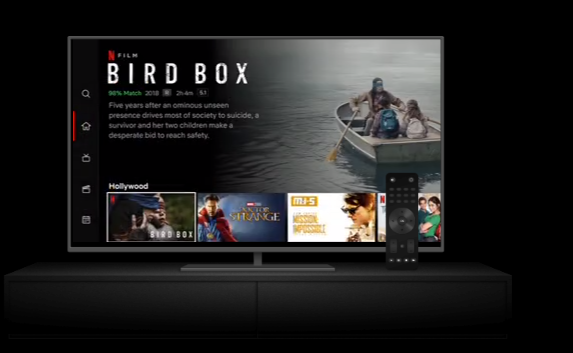 N FILM
BIRD BOX
98% Match 2018 2h 4m 5.1
Five years after an ominous unseen
presence drives most of society to suicide, a
survivor and her two children make a
desperate bid to reach safety.
Hollywood
BIRD BOX
DOCTOR STRANGE
M:I-5
MISSION: IMPOSSIBLE
N